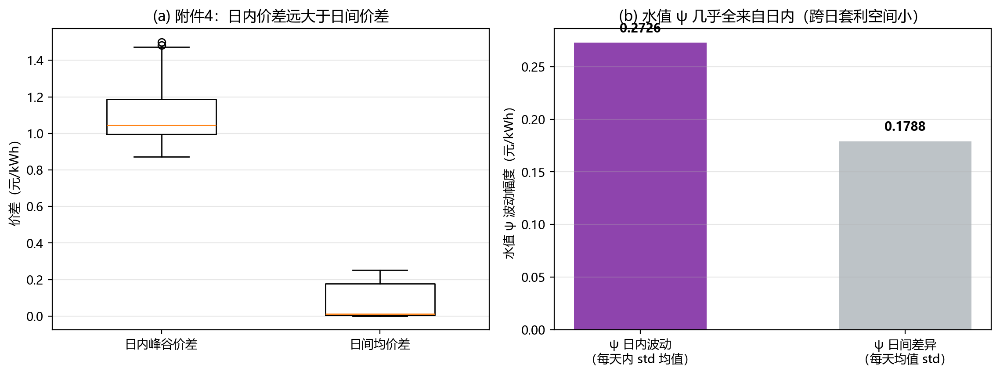 (a) 附件4：日内价差远大于日间价差
价差（元/kWh）
1.4
1.2
1.0
0.8
0.6
0.4
0.2
0.0
日内峰谷价差
日间均价差
(b) 水值 ψ 几乎全来自日内（跨日套利空间小）
水值 ψ 波动幅度（元/kWh）
0.25
0.20
0.15
0.10
0.05
0.00
0.2726
0.1788
ψ 日内波动
（每天内 std 均值）
ψ 日间差异
（每天均值 std）